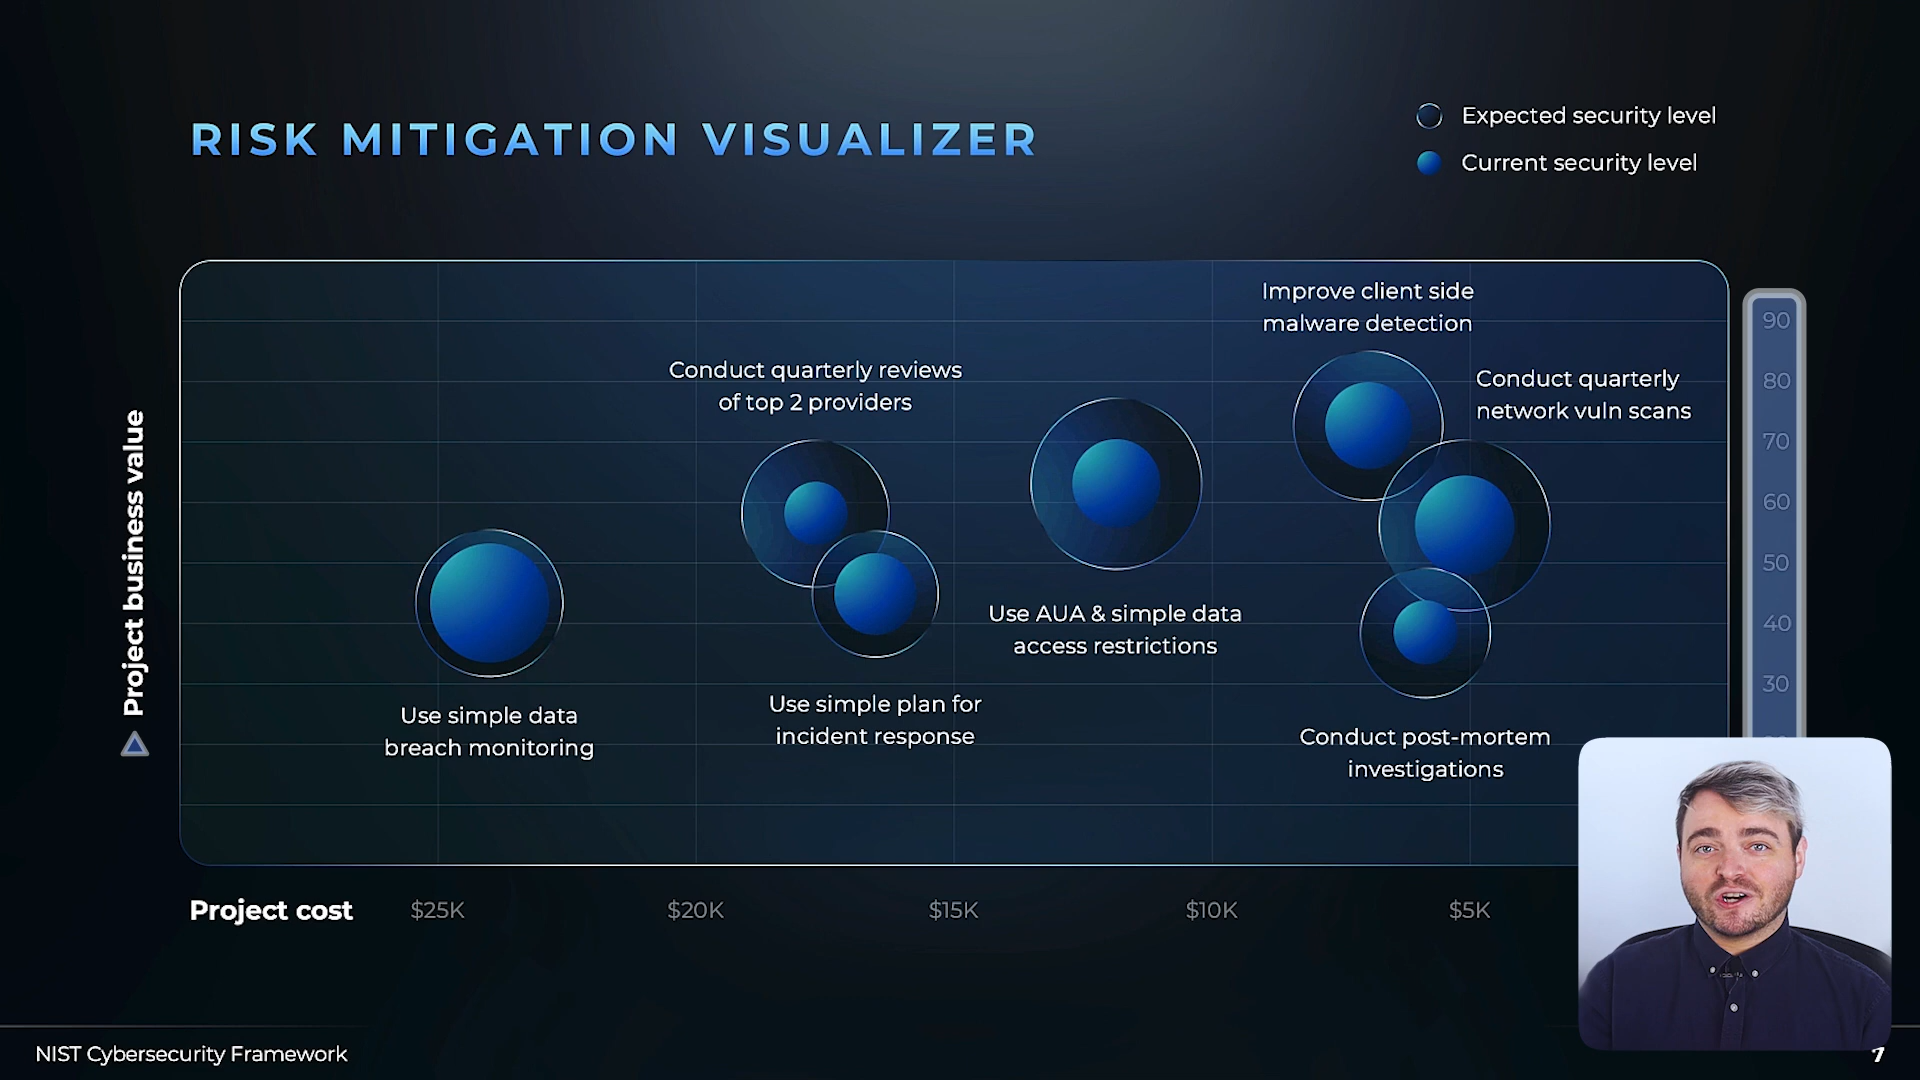 RISK MITIGATION VISUALIZER
Expected security level
Current security level
Project business value
Improve client side
malware detection
Conduct quarterly reviews
of top 2 providers
Conduct quarterly
network vuln scans
Use AUA & simple data
access restrictions
Use simple data
breach monitoring
Use simple plan for
incident response
Conduct post-mortem
investigations
90
80
70
60
50
40
30
Project cost
$25K
$20K
$15K
$10K
$5K
NIST Cybersecurity Framework
7